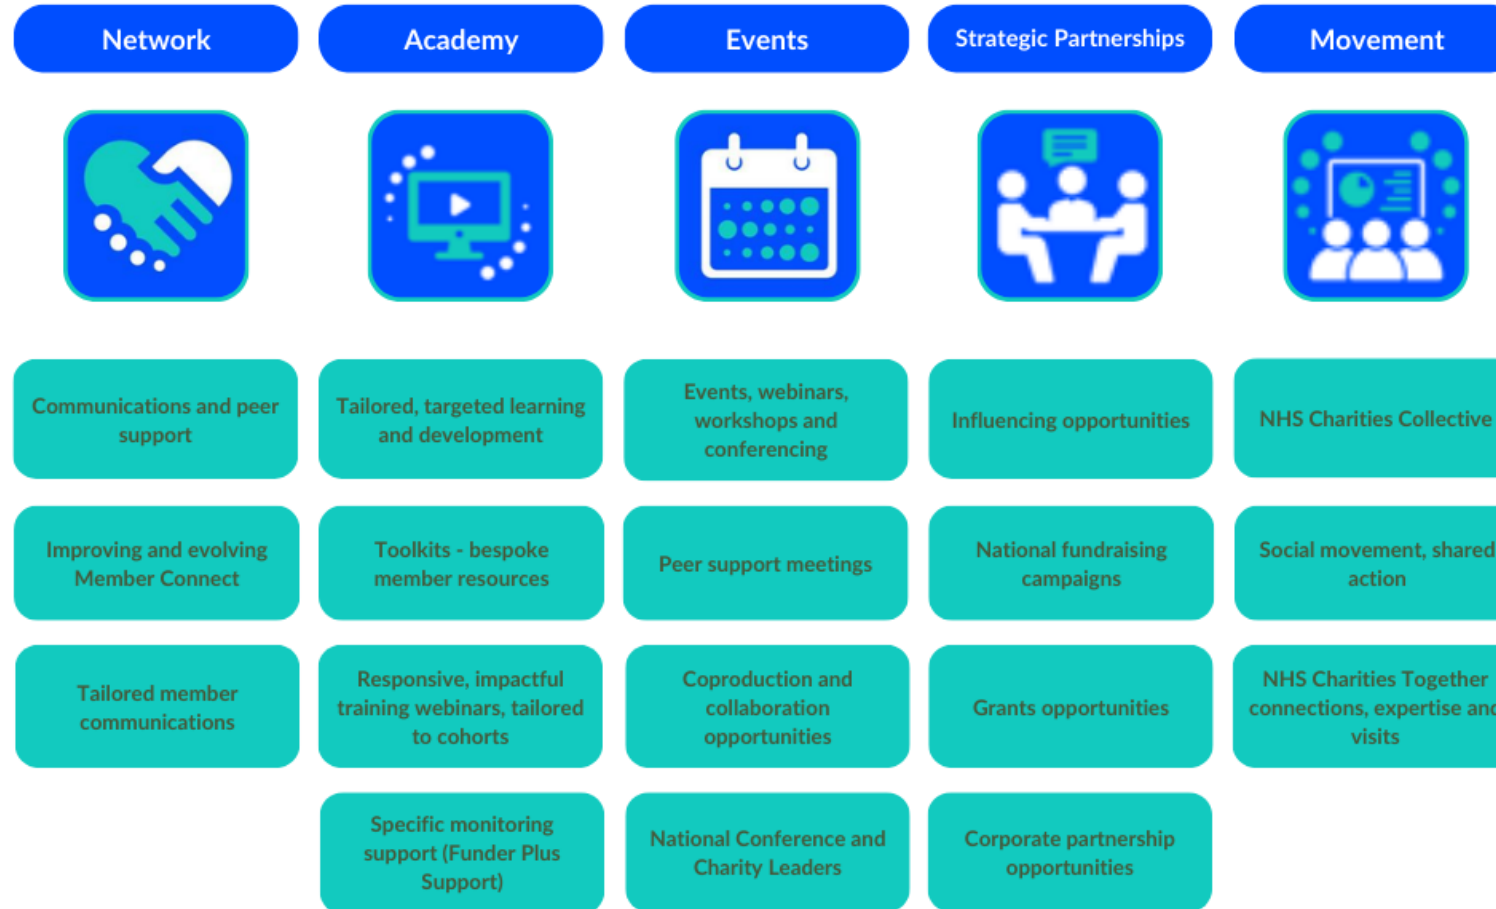 Network
Academy
Events
Strategic Partnerships
Movement
Communications and peer
support
Tailored, targeted learning
and development
Events, webinars,
workshops and
conferencing
Influencing opportunities
NHS Charities Collective
Improving and evolving
Member Connect
Toolkits - bespoke
member resources
Peer support meetings
National fundraising
campaigns
Social movement, shared
action
Tailored member
communications
Responsive, impactful
training webinars, tailored
to cohorts
Coproduction and
collaboration
opportunities
Grants opportunities
NHS Charities Together
connections, expertise and
visits
Specific monitoring
support (Funder Plus
Support)
National Conference and
Charity Leaders
Corporate partnership
opportunities